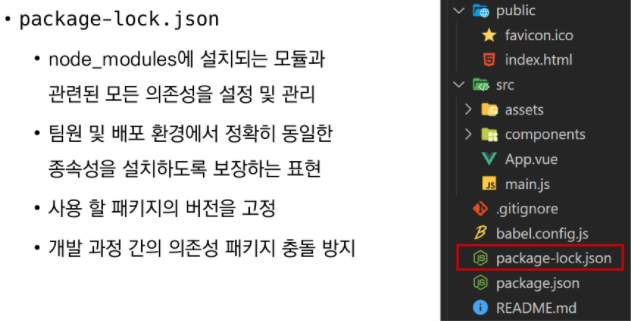 • package-lock.json
• node_modules에 설치되는 모듈과
관련된 모든 의존성을 설정 및 관리
• 팀원 및 배포 환경에서 정확히 동일한
종속성을 설치하도록 보장하는 표현
• 사용 할 패키지의 버전을 고정
• 개발 과정 간의 의존성 패키지 충돌 방지
public
favicon.ico
index.html
src
assets
components
App.vue
JS main.js
.gitignore
babel.config.js
package-lock.json
package.json
README.md